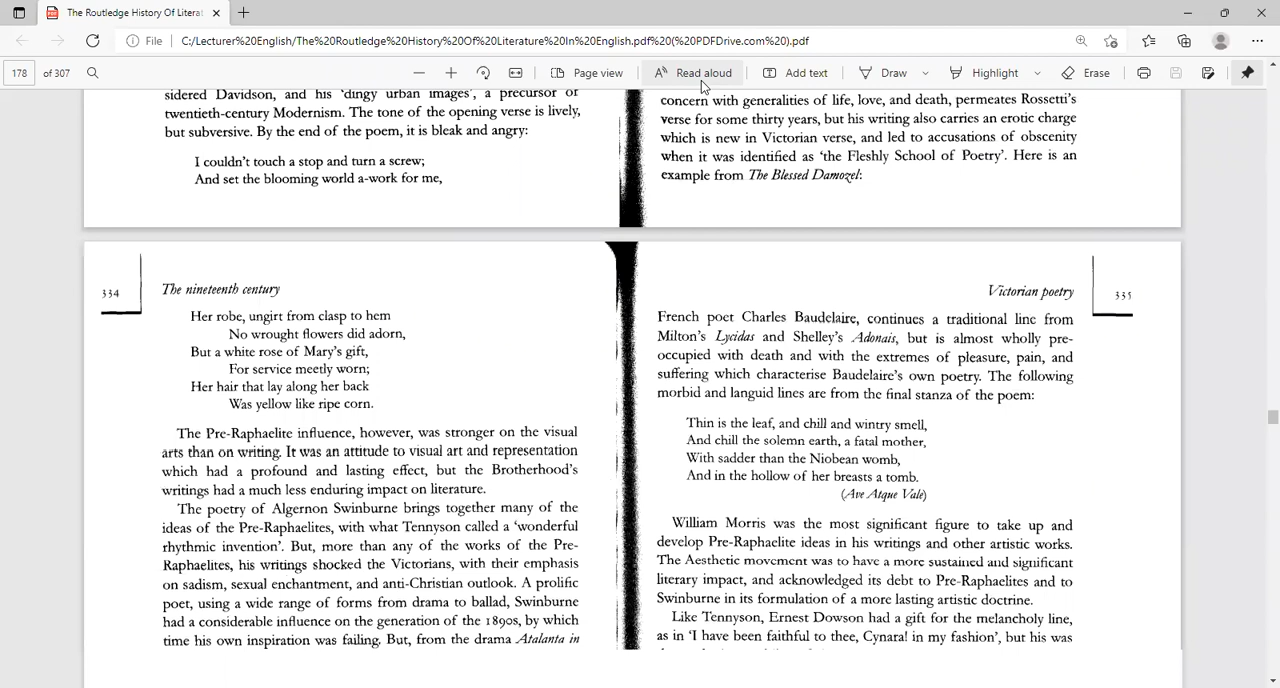 The Routledge History Of Literat
File C:/Lecturer%20English/The%20Routledge%20History%20Of%20Literature%20In%20English.pdf%20(%20PDFDrive.com%20).pdf
178 of 307 Page view Read aloud Add text Draw Highlight Erase
sidered Davidson, and his 'dingy urban images', a precursor of
twentieth-century Modernism. The tone of the opening verse is lively,
but subversive. By the end of the poem, it is bleak and angry:
I couldn't touch a stop and turn a screw;
And set the blooming world a-work for me,
concern with generalities of life, love, and death, permeates Rossetti's
verse for some thirty years, but his writing also carries an erotic charge
which is new in Victorian verse, and led to accusations of obscenity
when it was identified as 'the Fleshly School of Poetry'. Here is an
example from The Blessed Damozel:
334 The nineteenth century
Her robe, ungirt from clasp to hem
No wrought flowers did adorn,
But a white rose of Mary's gift,
For service meetly worn;
Her hair that lay along her back
Was yellow like ripe corn.
The Pre-Raphaelite influence, however, was stronger on the visual
arts than on writing. It was an attitude to visual art and representation
which had a profound and lasting effect, but the Brotherhood's
writings had a much less enduring impact on literature.
The poetry of Algernon Swinburne brings together many of the
ideas of the Pre-Raphaelites, with what Tennyson called a 'wonderful
rhythmic invention'. But, more than any of the works of the Pre-
Raphaelites, his writings shocked the Victorians, with their emphasis
on sadism, sexual enchantment, and anti-Christian outlook. A prolific
poet, using a wide range of forms from drama to ballad, Swinburne
had a considerable influence on the generation of the 1890s, by which
time his own inspiration was failing. But, from the drama Atalanta in
Victorian poetry 335
French poet Charles Baudelaire, continues a traditional line from
Milton's Lycidas and Shelley's Adonais, but is almost wholly pre-
occupied with death and with the extremes of pleasure, pain, and
suffering which characterise Baudelaire's own poetry. The following
morbid and languid lines are from the final stanza of the poem:
Thin is the leaf, and chill and wintry smell,
And chill the solemn earth, a fatal mother,
With sadder than the Niobean womb,
And in the hollow of her breasts a tomb.
(Ave Atque Vale)
William Morris was the most significant figure to take up and
develop Pre-Raphaelite ideas in his writings and other artistic works.
The Aesthetic movement was to have a more sustained and significant
literary impact, and acknowledged its debt to Pre-Raphaelites and to
Swinburne in its formulation of a more lasting artistic doctrine.
Like Tennyson, Ernest Dowson had a gift for the melancholy line,
as in 'I have been faithful to thee, Cynara! in my fashion', but his was